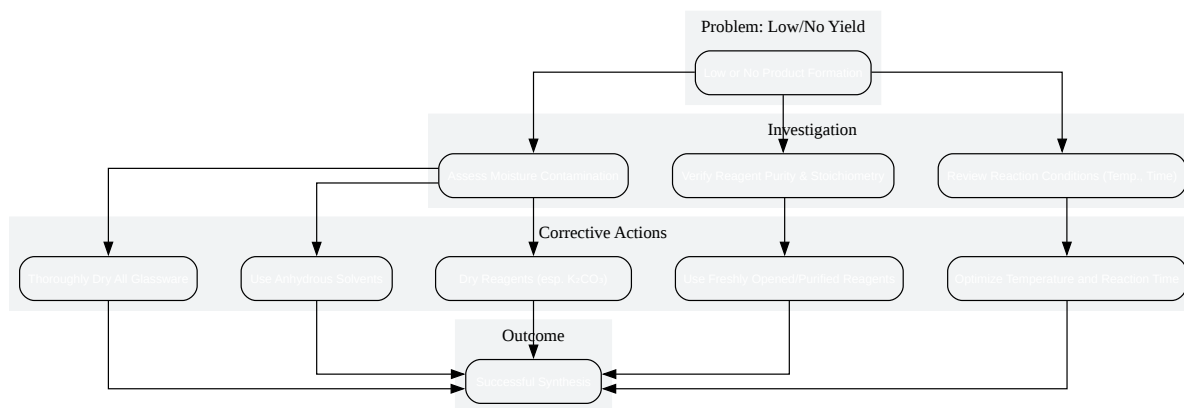 Problem: Low/No Yield
Low or No Product Formation
Investigation
Assess Moisture Contamination
Verify Reagent Purity & Stoichiometry
Review Reaction Conditions (Temp., Time)
Corrective Actions
Thoroughly Dry All Glassware
Use Anhydrous Solvents
Dry Reagents (esp. K₂CO₃)
Use Freshly Opened/Purified Reagents
Optimize Temperature and Reaction Time
Outcome
Successful Synthesis